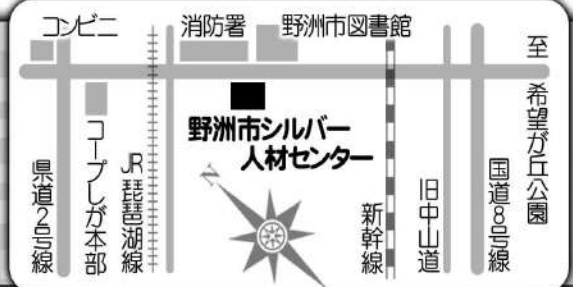 コンビニ
消防署
野洲市図書館
至 希望が丘公園
野洲市シルバー
人材センター
県道2号線
コープしが本部
JR琵琶湖線
N
新幹線
旧中山道
国道8号線